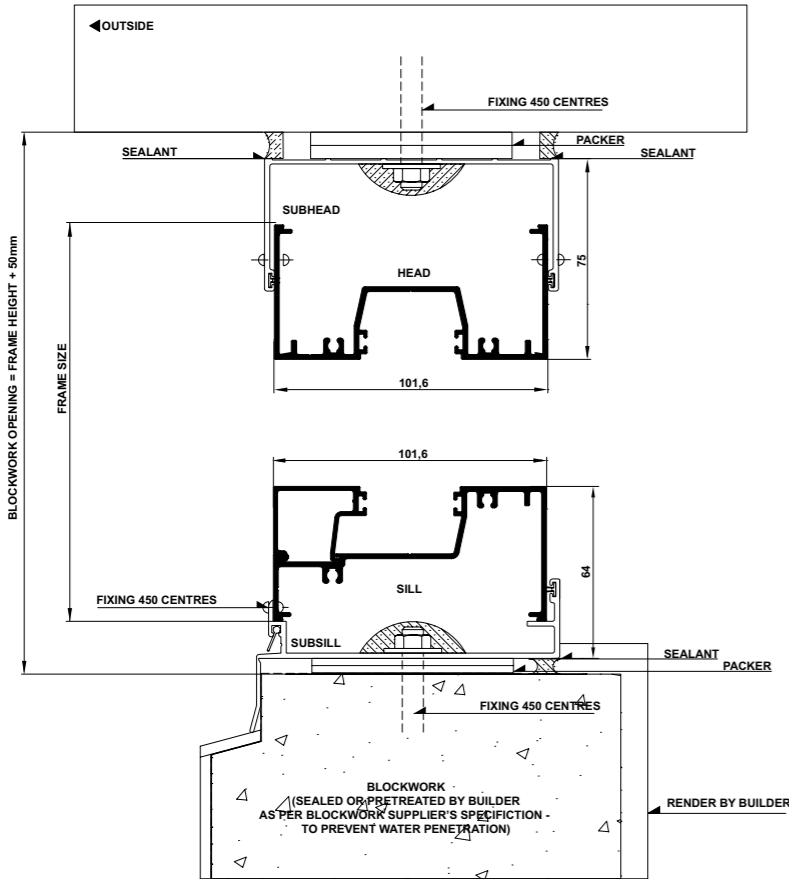 OUTSIDE
FIXING 450 CENTRES
PACKER
SEALANT
SEALANT
SUBHEAD
HEAD
75
101,6
BLOCKWORK OPENING = FRAME HEIGHT + 50mm
FRAME SIZE
101,6
64
SILL
FIXING 450 CENTRES
SUBSILL
SEALANT
PACKER
FIXING 450 CENTRES
BLOCKWORK
(SEALED OR PRETREATED BY BUILDER
AS PER BLOCKWORK SUPPLIER'S SPECIFICTION -
TO PREVENT WATER PENETRATION)
RENDER BY BUILDER